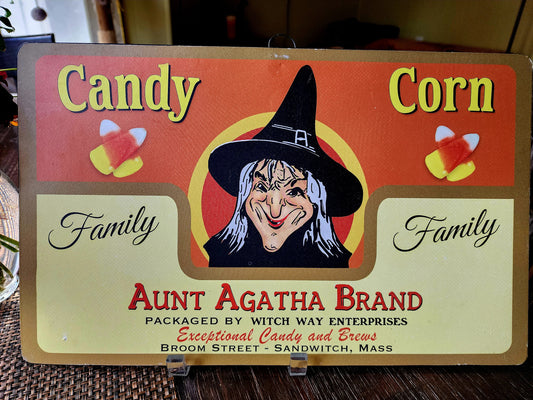 Candy Corn
Family Family
AUNT AGATHA BRAND
PACKAGED BY WITCH WAY ENTERPRISES
Exceptional Candy and Brews
BROOM STREET - SANDWITCH, MASS